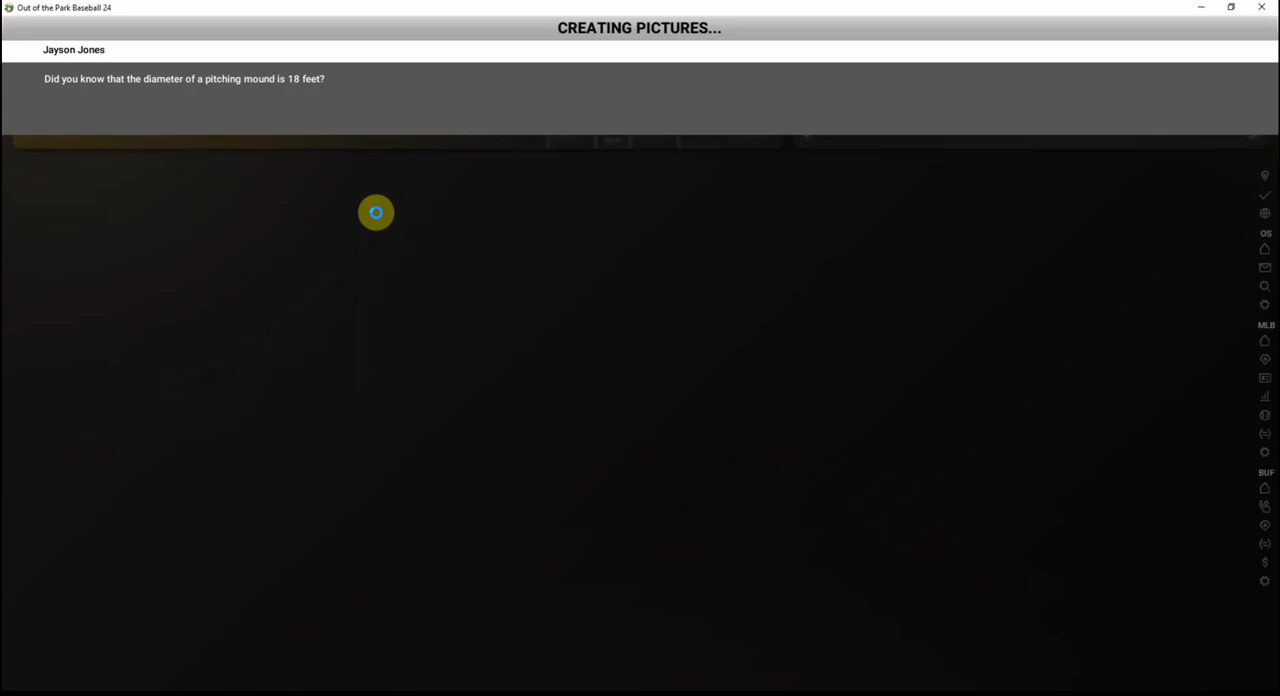 Out of the Park Baseball 24
CREATING PICTURES...
Jayson Jones
Did you know that the diameter of a pitching mound is 18 feet?
OS
MLB
BUF